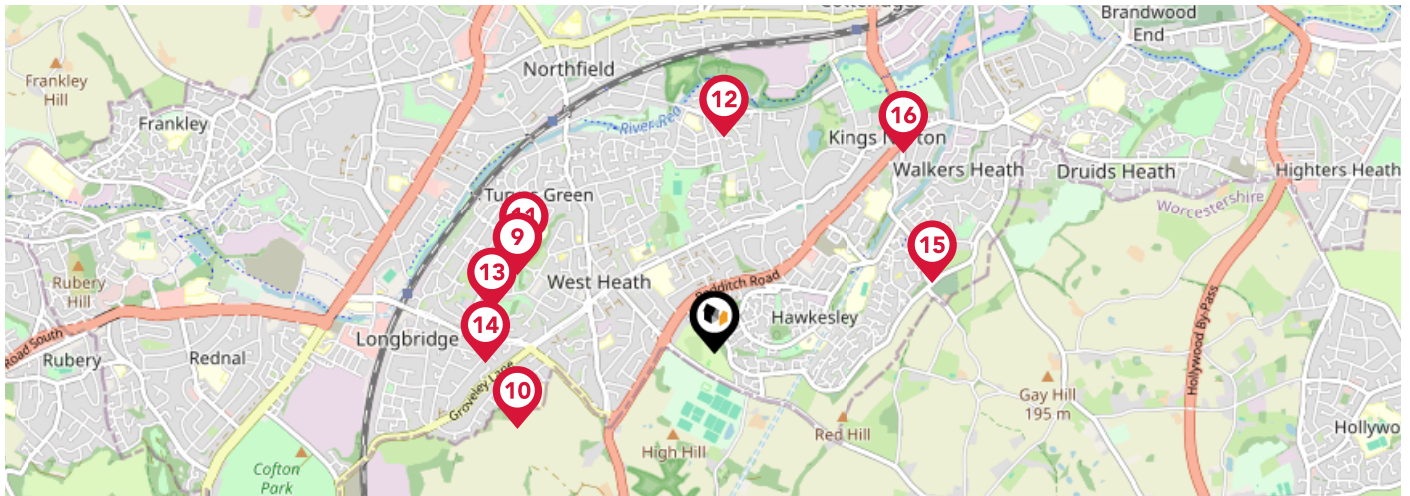 Brandwood
End
Northfield
Frankley
Hill
Frankley
River Rea
12
16
Kings Norton
Walkers Heath
Druids Heath
Highters Heath
Worcestershire
11
9
15
13
West Heath
Rubery
Hill
Redditch Road
14
Hawkesley
Longbridge
Road South
Rubery
Rednal
Hollywood By-Pass
Groveley Lane
10
Gay Hill
195 m
Red Hill
High Hill
Hollywo
Cofton
Park